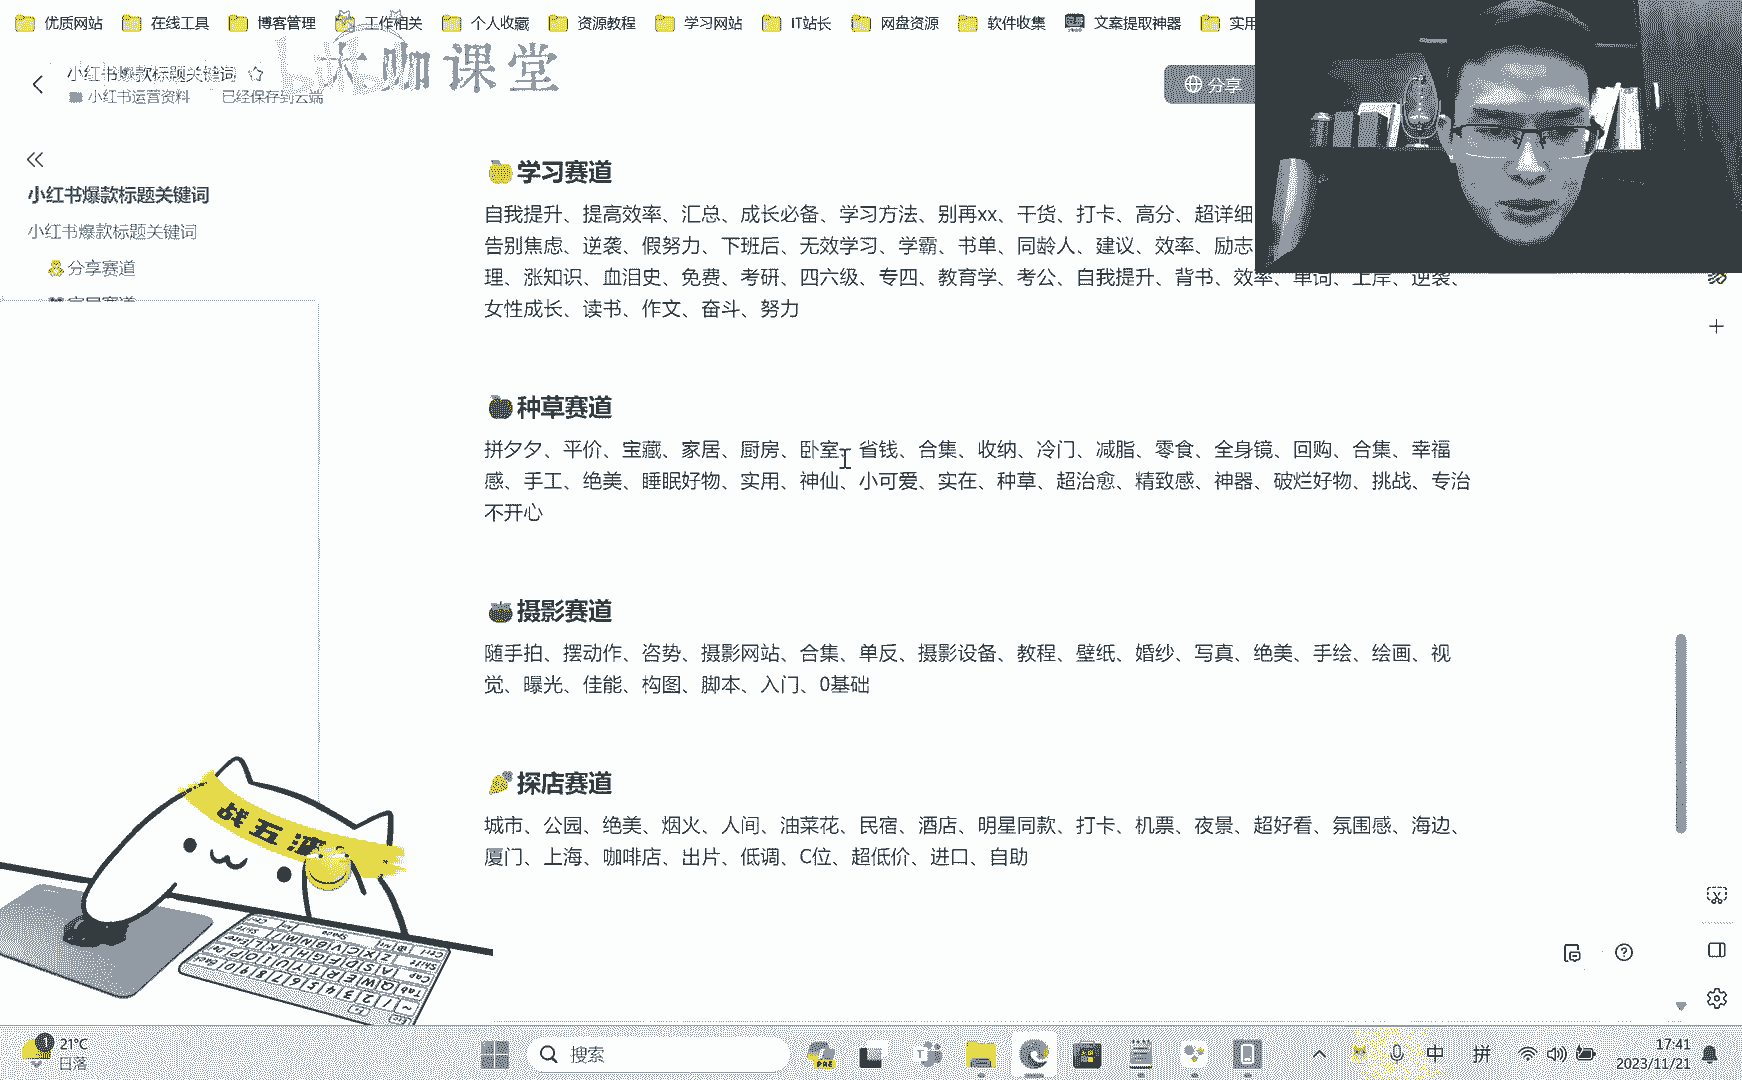 优质网站 在线工具 博客管理 工作相关 个人收藏 资源教程 学习网站 IT站长 网盘资源 软件收集 文案提取神器 实用
大咖课堂
小红书爆款标题关键词
小红书运营资料 已经保存到云端
分享
小红书爆款标题关键词
小红书爆款标题关键词
分享赛道
学习赛道
自我提升、提高效率、汇总、成长必备、学习方法、别再xx、干货、打卡、高分、超详细
告别焦虑、逆袭、假努力、下班后、无效学习、学霸、书单、同龄人、建议、效率、励志
理、涨知识、血泪史、免费、考研、四六级、专四、教育学、考公、自我提升、背书、效率、单词、上岸、逆袭、
女性成长、读书、作文、奋斗、努力
种草赛道
拼夕夕、平价、宝藏、家居、厨房、卧室、省钱、合集、收纳、冷门、减脂、零食、全身镜、回购、合集、幸福
感、手工、绝美、睡眠好物、实用、神仙、小可爱、实在、种草、超治愈、精致感、神器、破烂好物、挑战、专治
不开心
摄影赛道
随手拍、摆动作、咨势、摄影网站、合集、单反、摄影设备、教程、壁纸、婚纱、写真、绝美、手绘、绘画、视
觉、曝光、佳能、构图、脚本、入门、0基础
探店赛道
城市、公园、绝美、烟火、人间、油菜花、民宿、酒店、明星同款、打卡、机票、夜景、超好看、氛围感、海边、
厦门、上海、咖啡店、出片、低调、C位、超低价、进口、自助
战五渣
21°C
日落
搜索
中 拼
17:41
2023/11/21